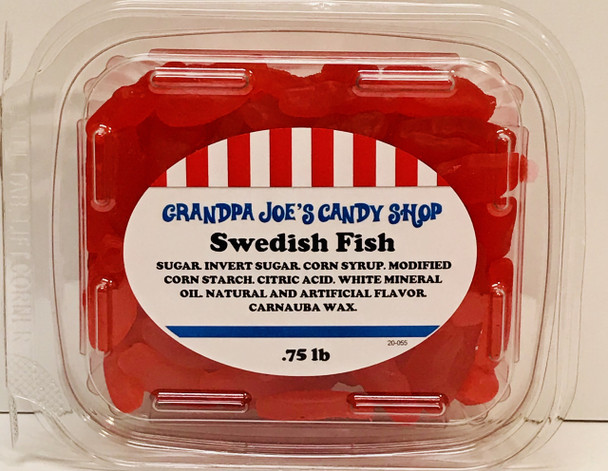 GRANDPA JOE'S CANDY SHOP
Swedish Fish
SUGAR. INVERT SUGAR. CORN SYRUP. MODIFIED
CORN STARCH. CITRIC ACID. WHITE MINERAL
OIL. NATURAL AND ARTIFICIAL FLAVOR.
CARNAUBA WAX.
20-055
.75 lb